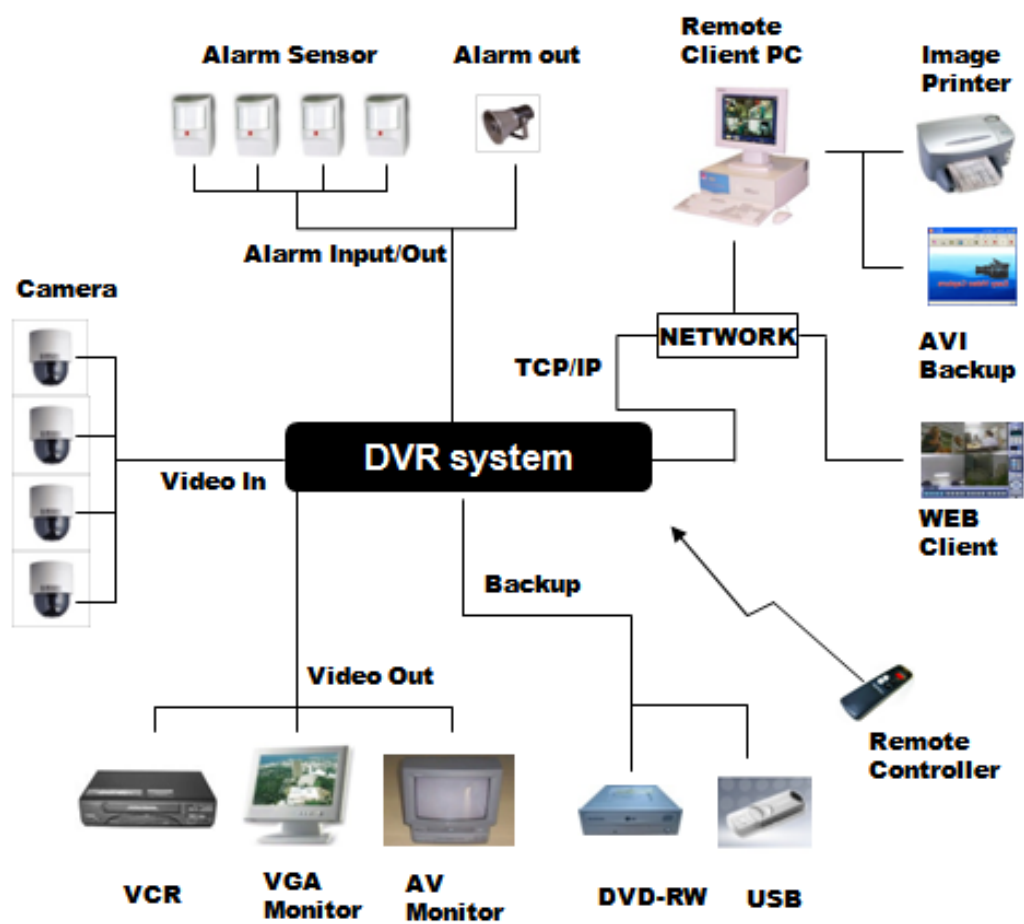 Remote
Client PC
Alarm Sensor
Alarm out
Image
Printer
Alarm Input/Out
Camera
NETWORK
TCP/IP
AVI
Backup
DVR system
Video In
WEB
Client
Backup
Video Out
Remote
Controller
VCR
VGA
Monitor
AV
Monitor
DVD-RW
USB